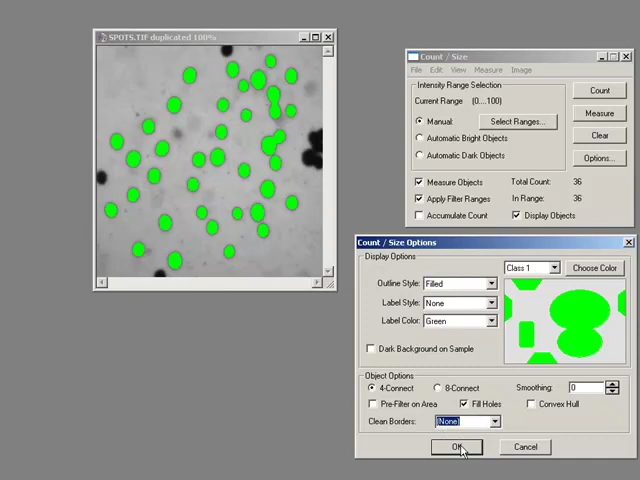 SPOTS.TIF duplicated 100%
Count / Size
File Edit View Measure Image
Intensity Range Selection
Current Range (0....100)
Manual: Select Ranges...
Automatic Bright Objects
Automatic Dark Objects
Count
Measure
Clear
Options...
Measure Objects Total Count: 36
Apply Filter Ranges In Range: 36
Accumulate Count Display Objects
Count / Size Options
Display Options
Class 1 Choose Color
Outline Style: Filled
Label Style: None
Label Color: Green
Dark Background on Sample
Object Options
4-Connect 8-Connect Smoothing: 0
Pre-Filter on Area Fill Holes Convex Hull
Clean Borders: (None)
OK Cancel